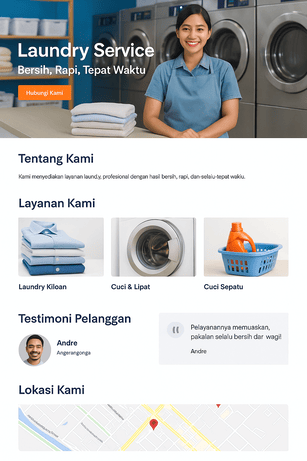 Laundry Service
Bersih, Rapi, Tepat Waktu
Hubungi Kami
Tentang Kami
Kami menyediakan layanan laundy, profesional dengan hasil bersih, rapi, dan selalu tepat waktu.
Layanan Kami
Laundry Kiloan
Cuci & Lipat
Cuci Sepatu
Testimoni Pelanggan
Andre
Angerangonga
Pelayanannya memuaskan,
pakalan selalu bersih dar wagi!
Andre
Lokasi Kami